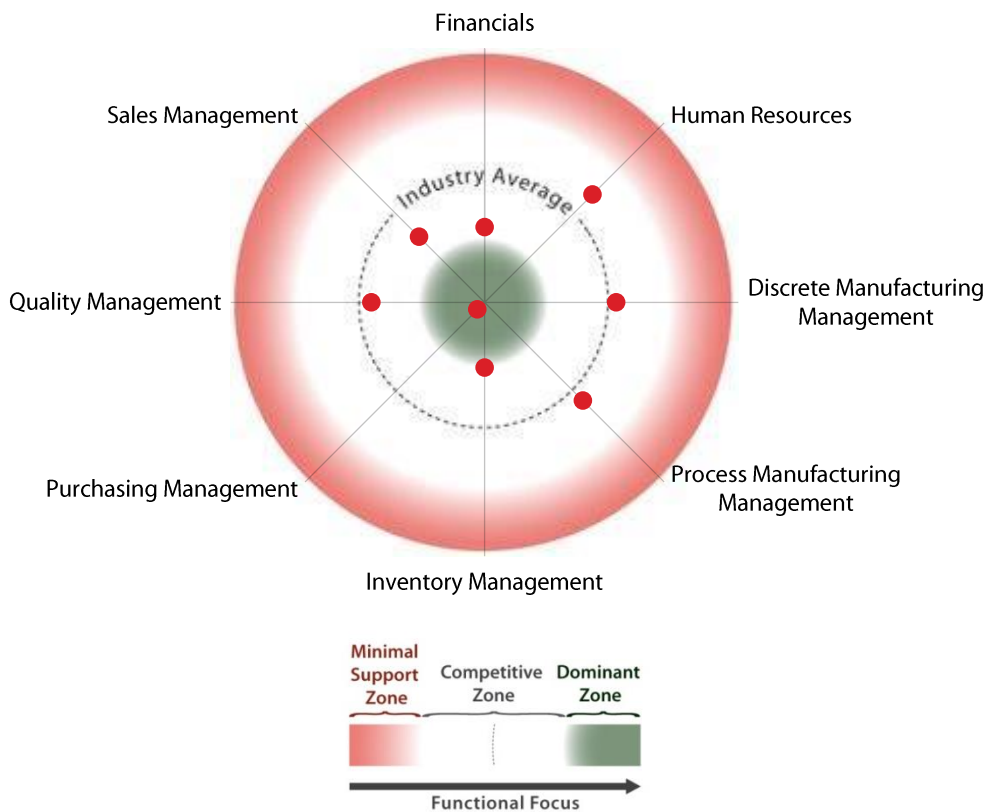 Financials
Sales Management
Human Resources
Industry Average
Quality Management
Discrete Manufacturing
Management
Purchasing Management
Process Manufacturing
Management
Inventory Management
Minimal
Support
Zone
Competitive
Zone
Dominant
Zone
Functional Focus